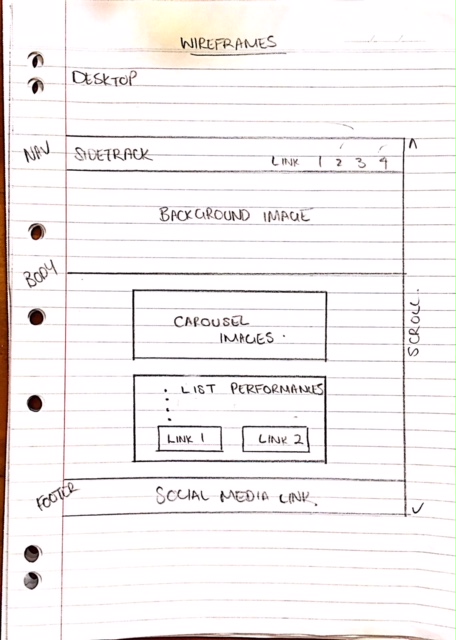 WIREFRAMES
DESKTOP
NAV
SIDETRACK
LINK 1 2 3 4
BACKGROUND IMAGE
BODY
CAROUSEL
IMAGES.
SCROLL.
LIST PERFORMANCES
LINK 1
LINK 2
FOOTER
SOCIAL MEDIA LINK.